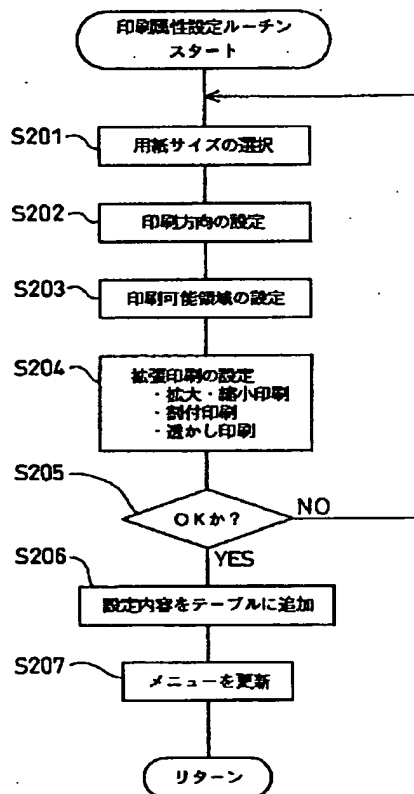 印刷属性設定ルーチン
スタート
S201
用紙サイズの選択
S202
印刷方向の設定
S203
印刷可能領域の設定
S204
拡張印刷の設定
・拡大・縮小印刷
・割付印刷
・透かし印刷
S205
OKか?
NO
YES
S206
設定内容をテーブルに追加
S207
メニューを更新
リターン